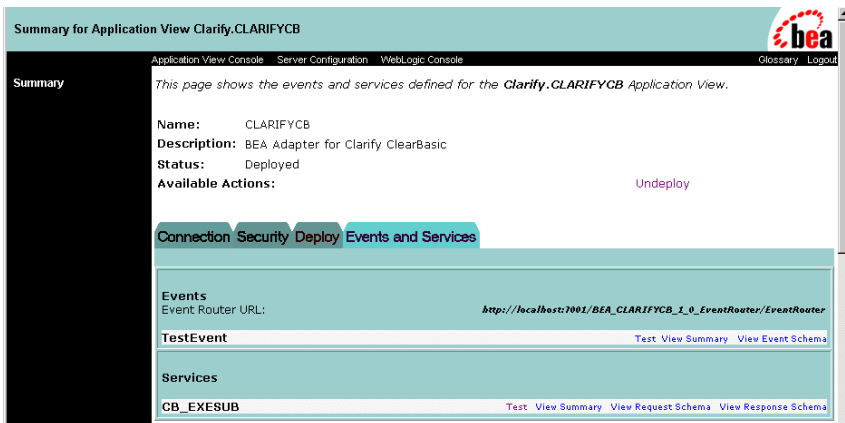 Summary for Application View Clarify.CLARIFYCB
bea
Application View Console Server Configuration WebLogic Console Glossary Logout
Summary
This page shows the events and services defined for the Clarify.CLARIFYCB Application View.
Name: CLARIFYCB
Description: BEA Adapter for Clarify ClearBasic
Status: Deployed
Available Actions: Undeploy
Connection Security Deploy Events and Services
Events
Event Router URL: http://localhost:7001/BEA_CLARIFYCB_1_0_EventRouter/EventRouter
TestEvent Test View Summary View Event Schema
Services
CB_EXESUB Test View Summary View Request Schema View Response Schema